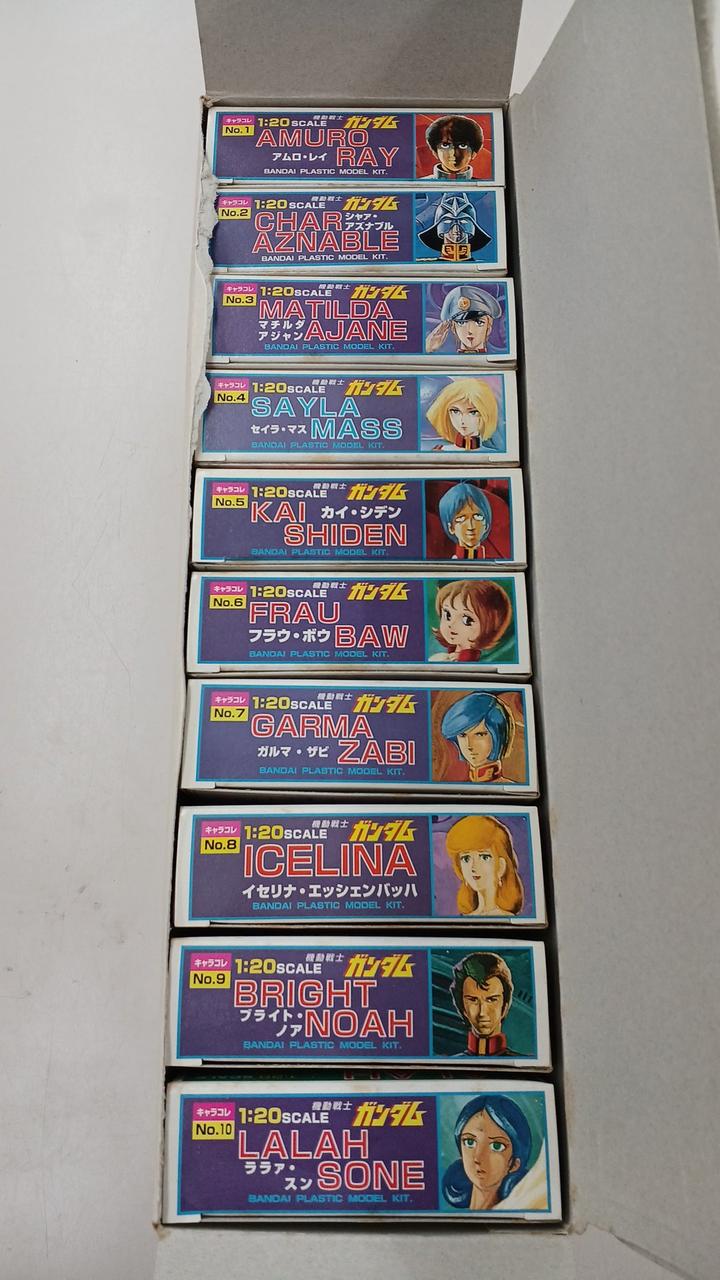 キャラコレ
No.1
1:20SCALE 機動戦士 ガンダム
AMURO
アムロ・レイ RAY
BANDAI PLASTIC MODEL KIT.
キャラコレ
No.2
1:20SCALE 機動戦士 ガンダム
CHAR シャア・
アズナブル
AZNABLE
BANDAI PLASTIC MODEL KIT.
キャラコレ
No.3
1:20SCALE 機動戦士 ガンダム
MATILDA
マチルダ
アジャン AJANE
BANDAI PLASTIC MODEL KIT.
キャラコレ
No.4
1:20SCALE 機動戦士 ガンダム
SAYLA
セイラ・マス MASS
BANDAI PLASTIC MODEL KIT.
キャラコレ
No.5
1:20SCALE 機動戦士 ガンダム
KAI カイ・シデン
SHIDEN
BANDAI PLASTIC MODEL KIT.
キャラコレ
No.6
1:20SCALE 機動戦士 ガンダム
FRAU
フラウ・ボウ BAW
BANDAI PLASTIC MODEL KIT.
キャラコレ
No.7
1:20SCALE 機動戦士 ガンダム
GARMA
ガルマ・ザビ ZABI
BANDAI PLASTIC MODEL KIT.
キャラコレ
No.8
1:20SCALE 機動戦士 ガンダム
ICELINA
イセリナ・エッシェンバッハ
BANDAI PLASTIC MODEL KIT.
キャラコレ
No.9
1:20SCALE 機動戦士 ガンダム
BRIGHT
ブライト・
ノア NOAH
BANDAI PLASTIC MODEL KIT.
キャラコレ
No.10
1:20SCALE 機動戦士 ガンダム
LALAH
ララァ・
スン SONE
BANDAI PLASTIC MODEL KIT.